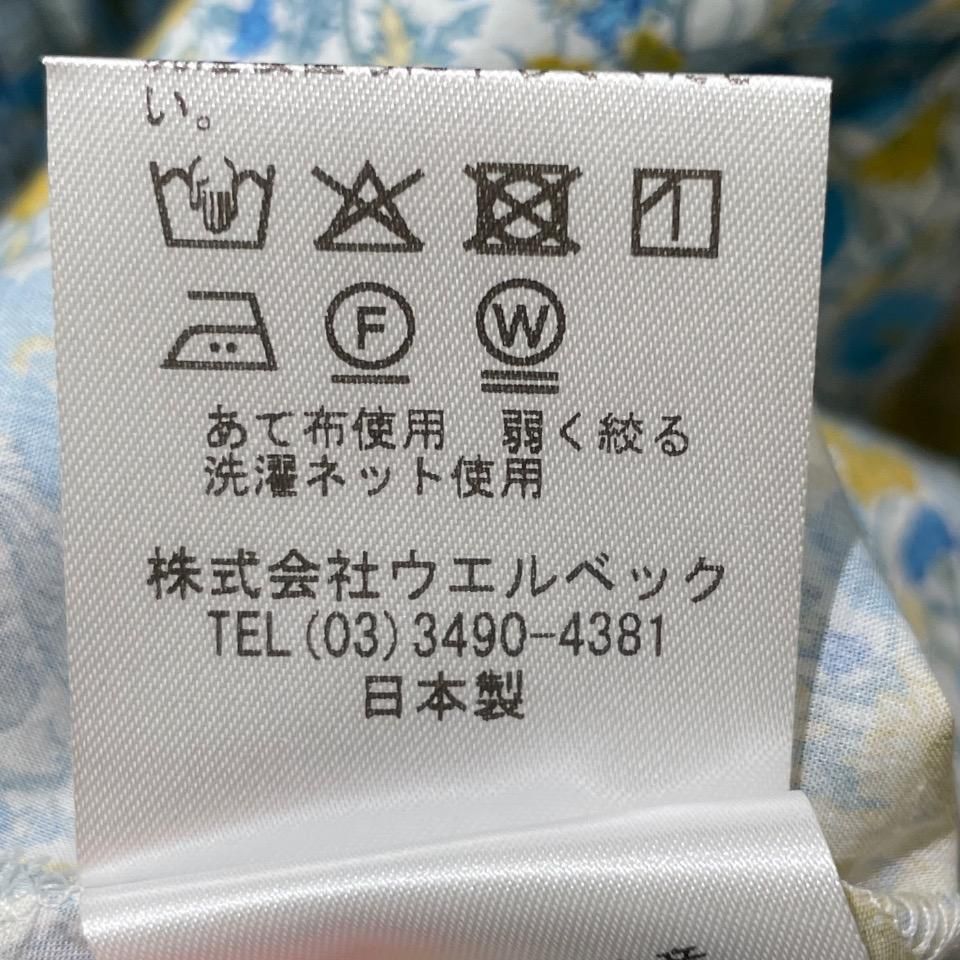 い。
F W
あて布使用　弱く絞る
洗濯ネット使用
株式会社ウエルベック
TEL(03)3490-4381
日本製